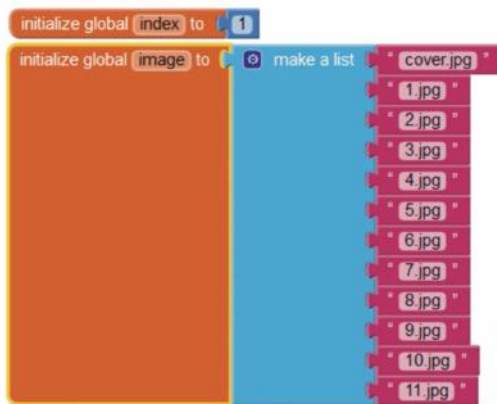 initialize global index to 1
initialize global image to make a list " cover.jpg "
" 1.jpg "
" 2.jpg "
" 3.jpg "
" 4.jpg "
" 5.jpg "
" 6.jpg "
" 7.jpg "
" 8.jpg "
" 9.jpg "
" 10.jpg "
" 11.jpg "